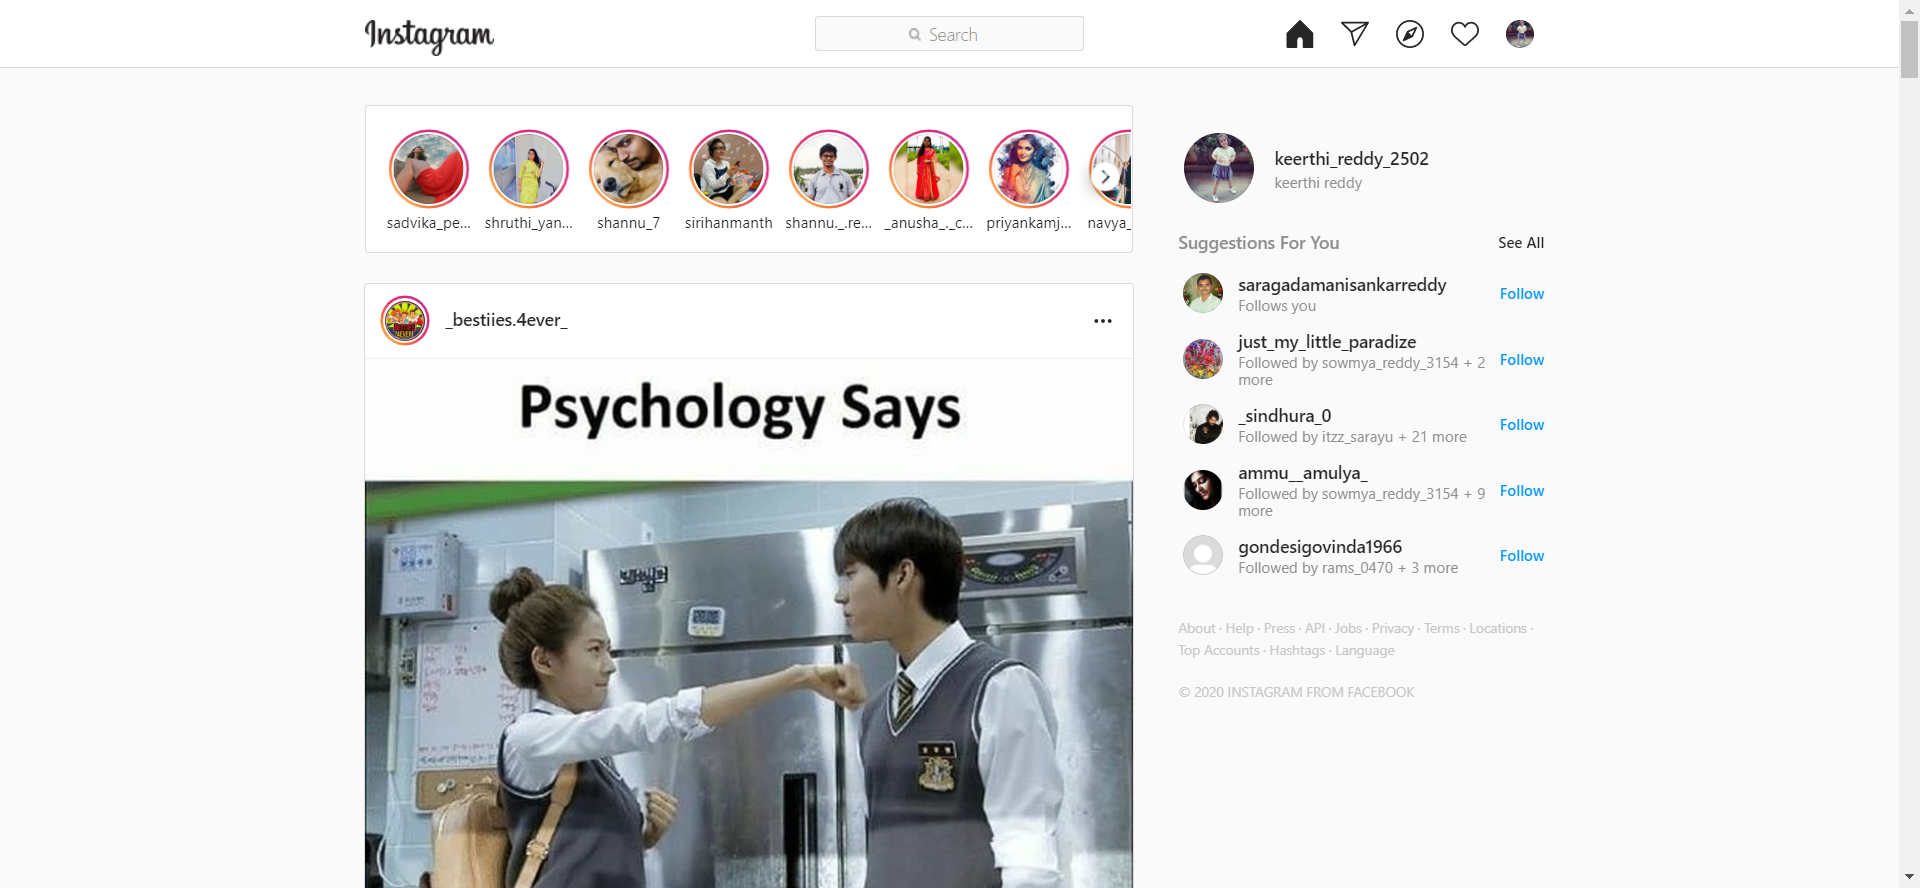 Instagram
Search
sadvika_pe...
shruthi_yan...
shannu_7
sirihanmanth
shannu._.re...
_anusha_._c...
priyankamj...
navya_
keerthi_reddy_2502
keerthi reddy
Suggestions For You
See All
saragadamanisankarreddy
Follows you
Follow
just_my_little_paradize
Followed by sowmya_reddy_3154 + 2
more
Follow
_sindhura_0
Followed by itzz_sarayu + 21 more
Follow
ammu__amulya_
Followed by sowmya_reddy_3154 + 9
more
Follow
gondesigovinda1966
Followed by rams_0470 + 3 more
Follow
About · Help · Press · API · Jobs · Privacy · Terms · Locations ·
Top Accounts · Hashtags · Language
© 2020 INSTAGRAM FROM FACEBOOK
_bestiies.4ever_
Psychology Says